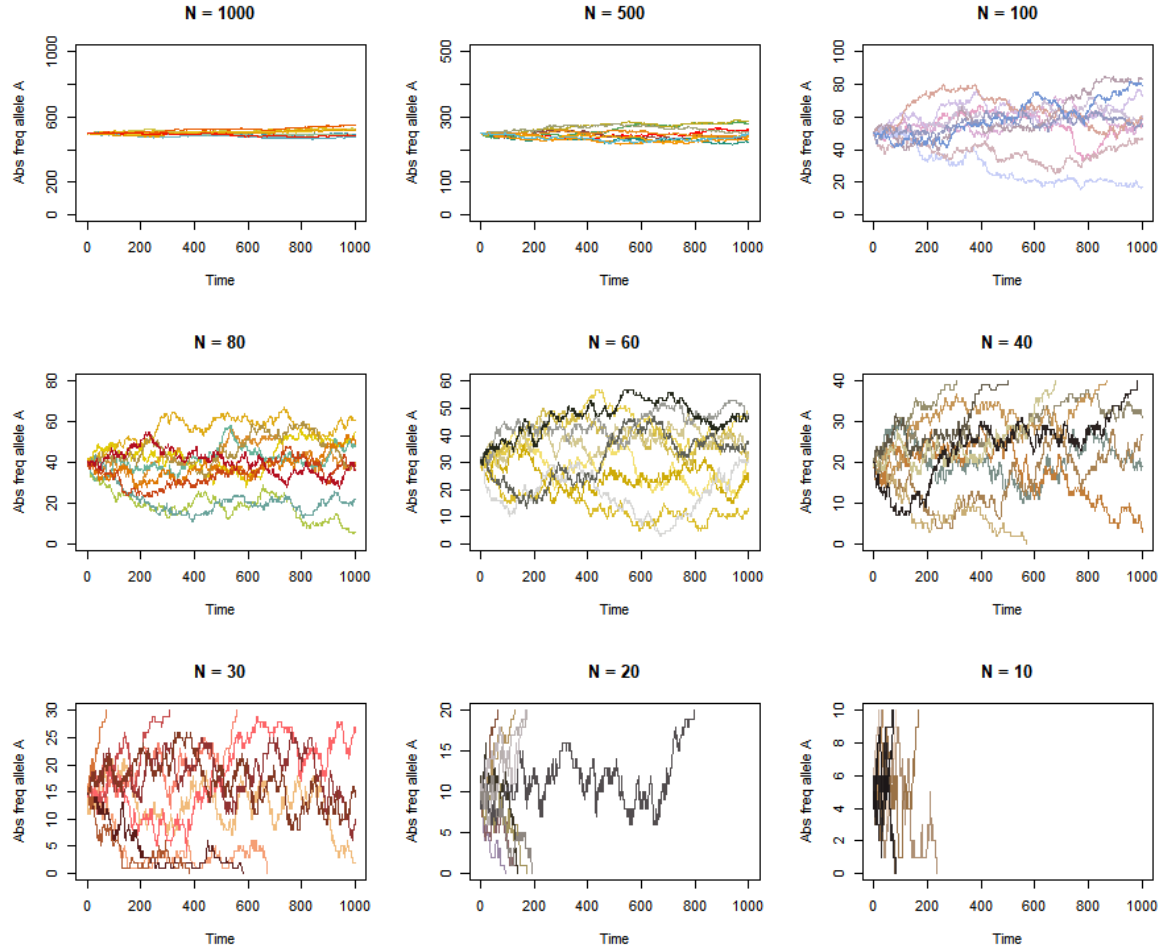 N = 1000
Abs freq allele A
0 200 600 1000
0 200 400 600 800 1000
Time
N = 500
Abs freq allele A
0 100 300 500
0 200 400 600 800 1000
Time
N = 100
Abs freq allele A
0 20 40 60 80 100
0 200 400 600 800 1000
Time
N = 80
Abs freq allele A
0 20 40 60 80
0 200 400 600 800 1000
Time
N = 60
Abs freq allele A
0 10 20 30 40 50 60
0 200 400 600 800 1000
Time
N = 40
Abs freq allele A
0 10 20 30 40
0 200 400 600 800 1000
Time
N = 30
Abs freq allele A
0 5 10 15 20 25 30
0 200 400 600 800 1000
Time
N = 20
Abs freq allele A
0 5 10 15 20
0 200 400 600 800 1000
Time
N = 10
Abs freq allele A
0 2 4 6 8 10
0 200 400 600 800 1000
Time